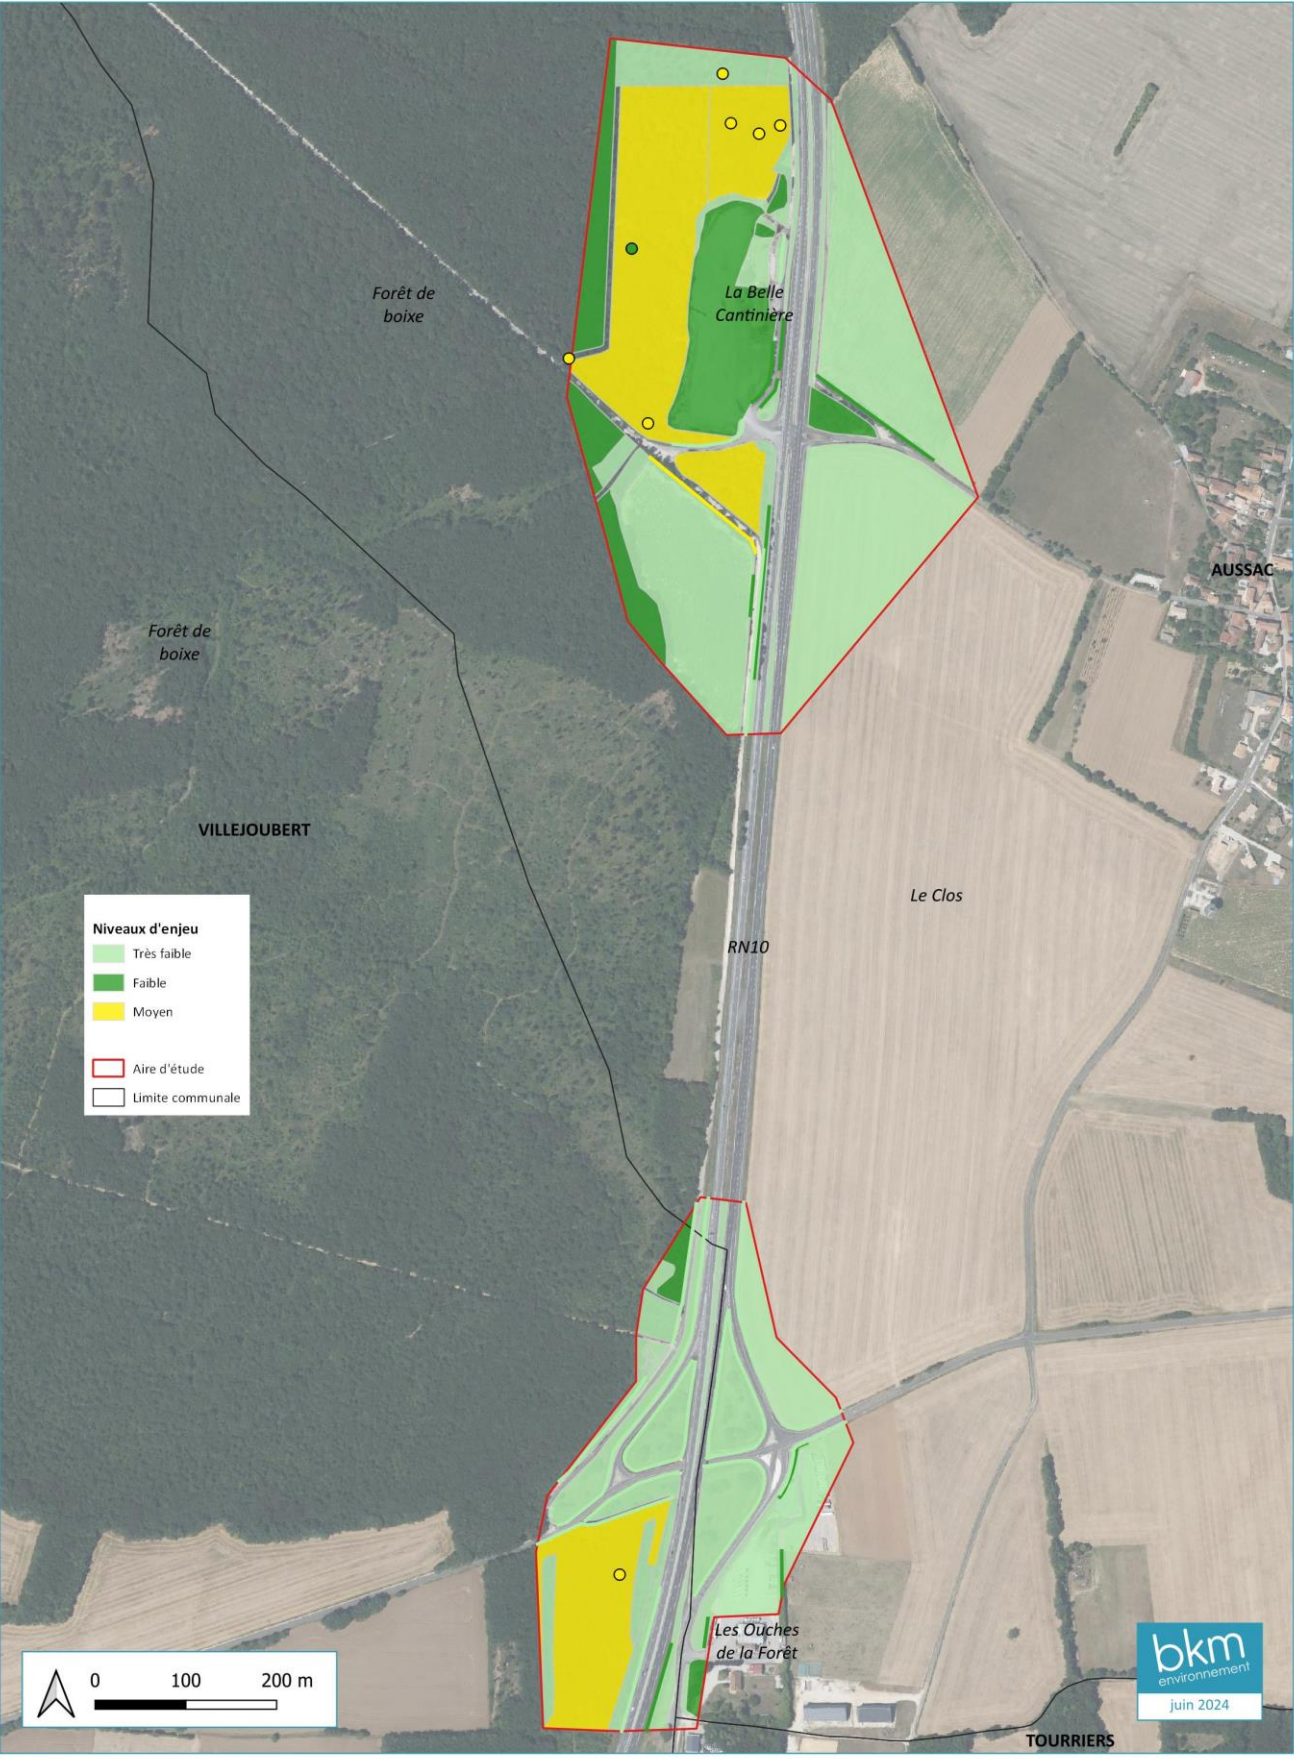 Forêt de
boixe
La Belle
Cantinière
AUSSAC
Forêt de
boixe
VILLEJOUBERT
Le Clos
RN10
Niveaux d'enjeu
Très faible
Faible
Moyen
Aire d'étude
Limite communale
Les Ouches
de la Forêt
0 100 200 m
bkm
environnement
juin 2024
TOURRIERS